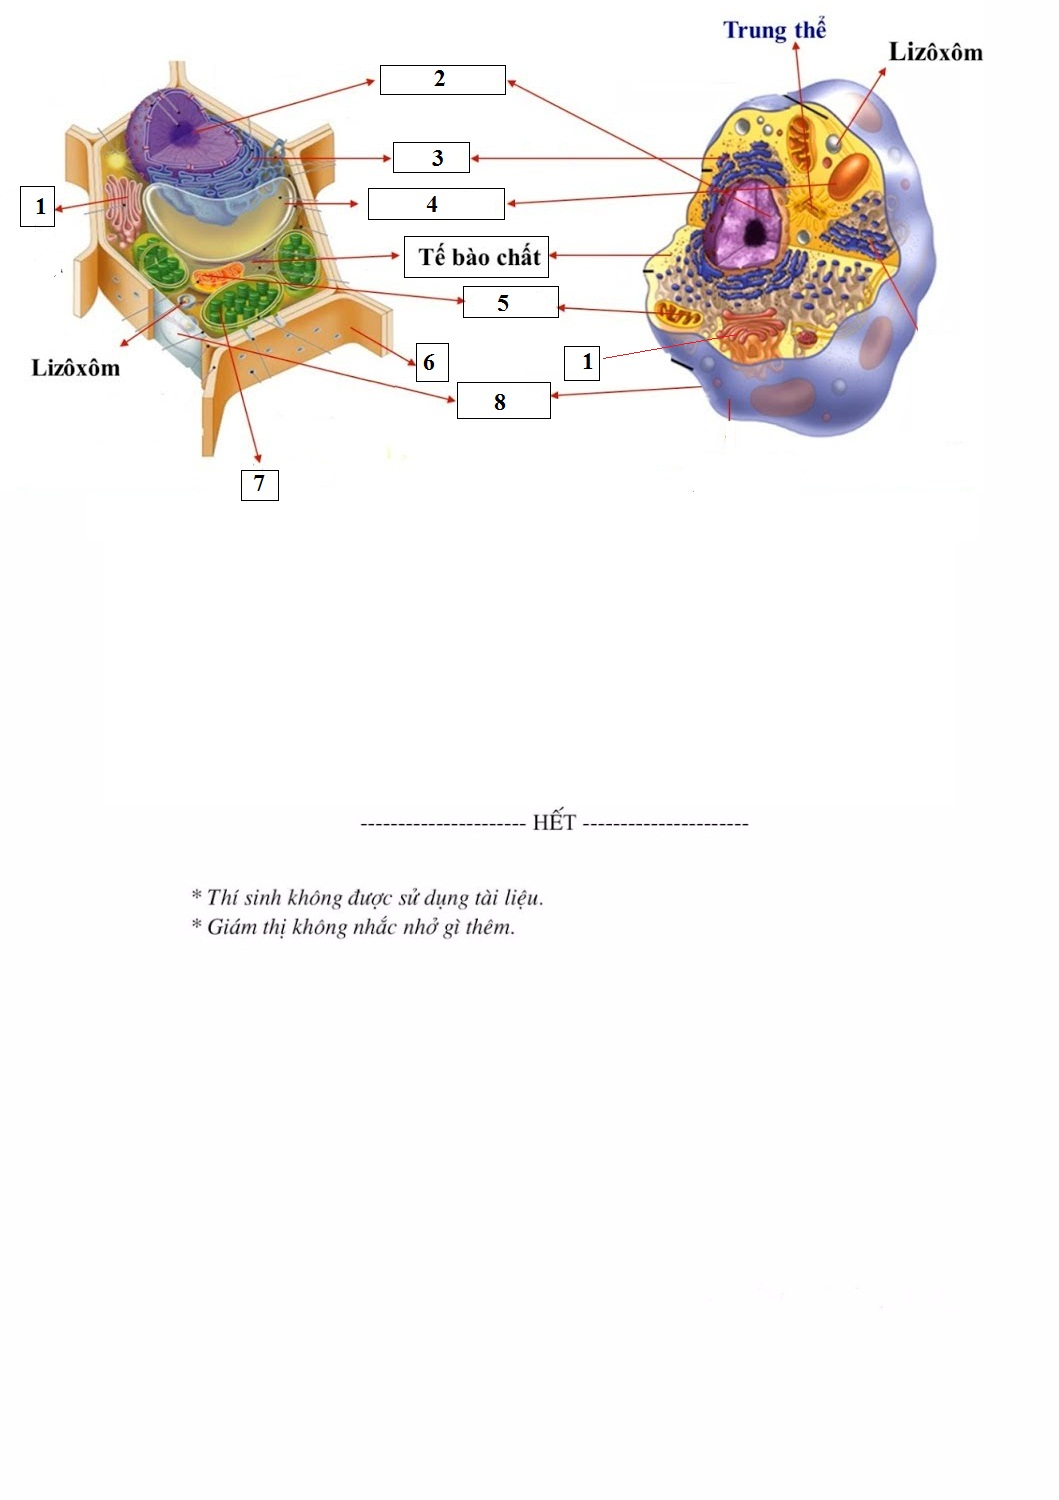 Trung thể
Lizôxôm
2
3
1
4
Tế bào chất
5
6
1
Lizôxôm
8
7
---------------------- HẾT ----------------------
* Thí sinh không được sử dụng tài liệu.
* Giám thị không nhắc nhở gì thêm.